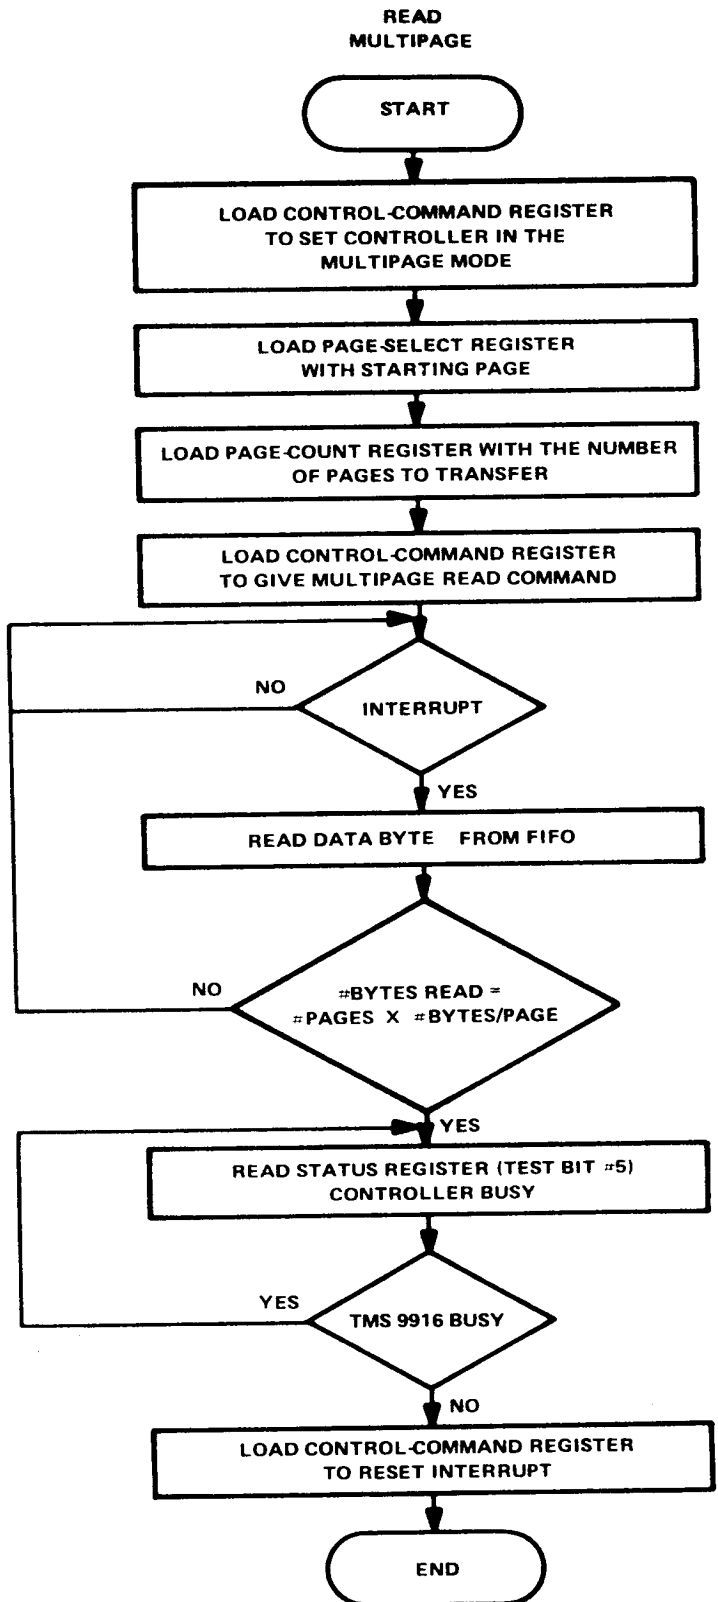 READ
MULTIPAGE
START
LOAD CONTROL-COMMAND REGISTER
TO SET CONTROLLER IN THE
MULTIPAGE MODE
LOAD PAGE-SELECT REGISTER
WITH STARTING PAGE
LOAD PAGE-COUNT REGISTER WITH THE NUMBER
OF PAGES TO TRANSFER
LOAD CONTROL-COMMAND REGISTER
TO GIVE MULTIPAGE READ COMMAND
NO
INTERRUPT
YES
READ DATA BYTE FROM FIFO
NO
#BYTES READ =
#PAGES X #BYTES/PAGE
YES
READ STATUS REGISTER (TEST BIT #5)
CONTROLLER BUSY
YES
TMS 9916 BUSY
NO
LOAD CONTROL-COMMAND REGISTER
TO RESET INTERRUPT
END